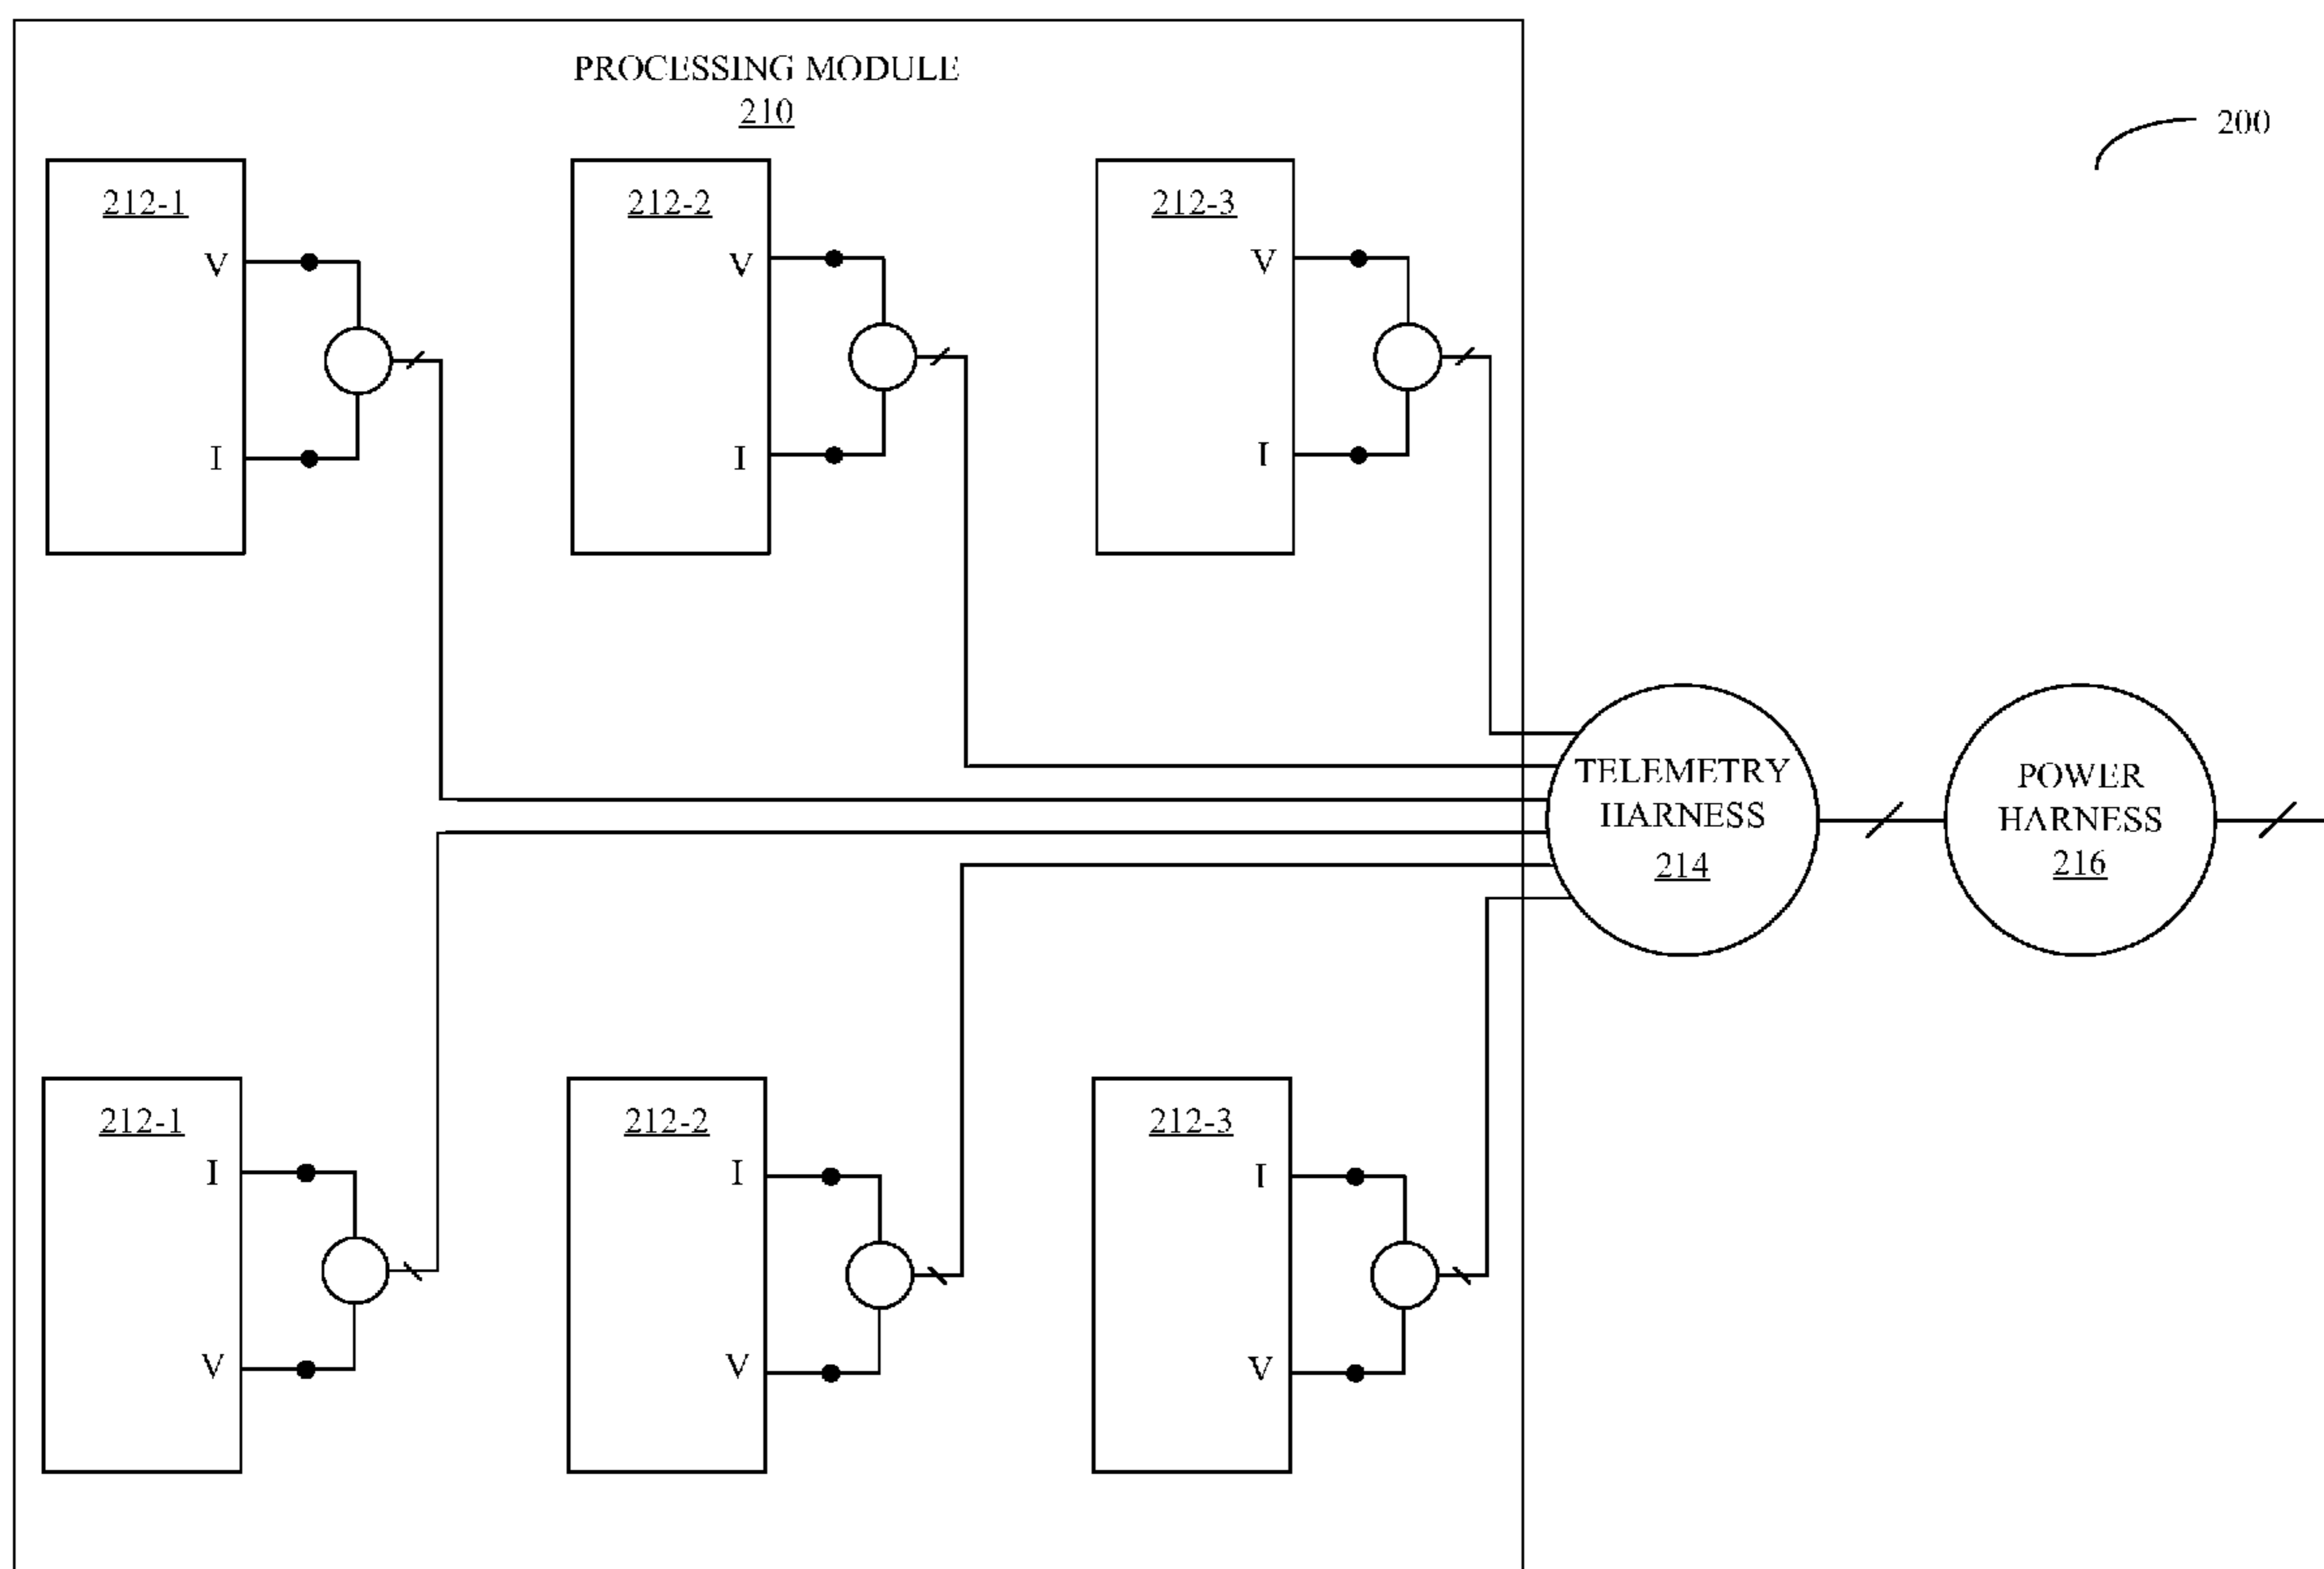 PROCESSING MODULE
210
200
212-1
V
I
212-2
V
I
212-3
V
I
TELEMETRY
HARNESS
214
POWER
HARNESS
216
212-1
I
V
212-2
I
V
212-3
I
V